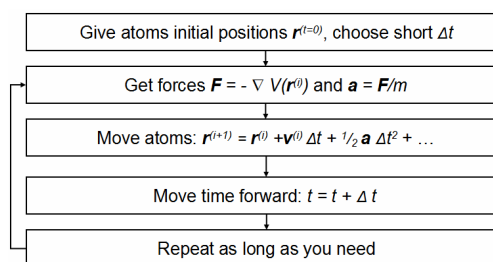 Give atoms initial positions r^(t=0), choose short Δt
Get forces F = - ∇ V(r^(i)) and a = F/m
Move atoms: r^(i+1) = r^(i) +v^(i) Δt + 1/2 a Δt² + …
Move time forward: t = t + Δ t
Repeat as long as you need